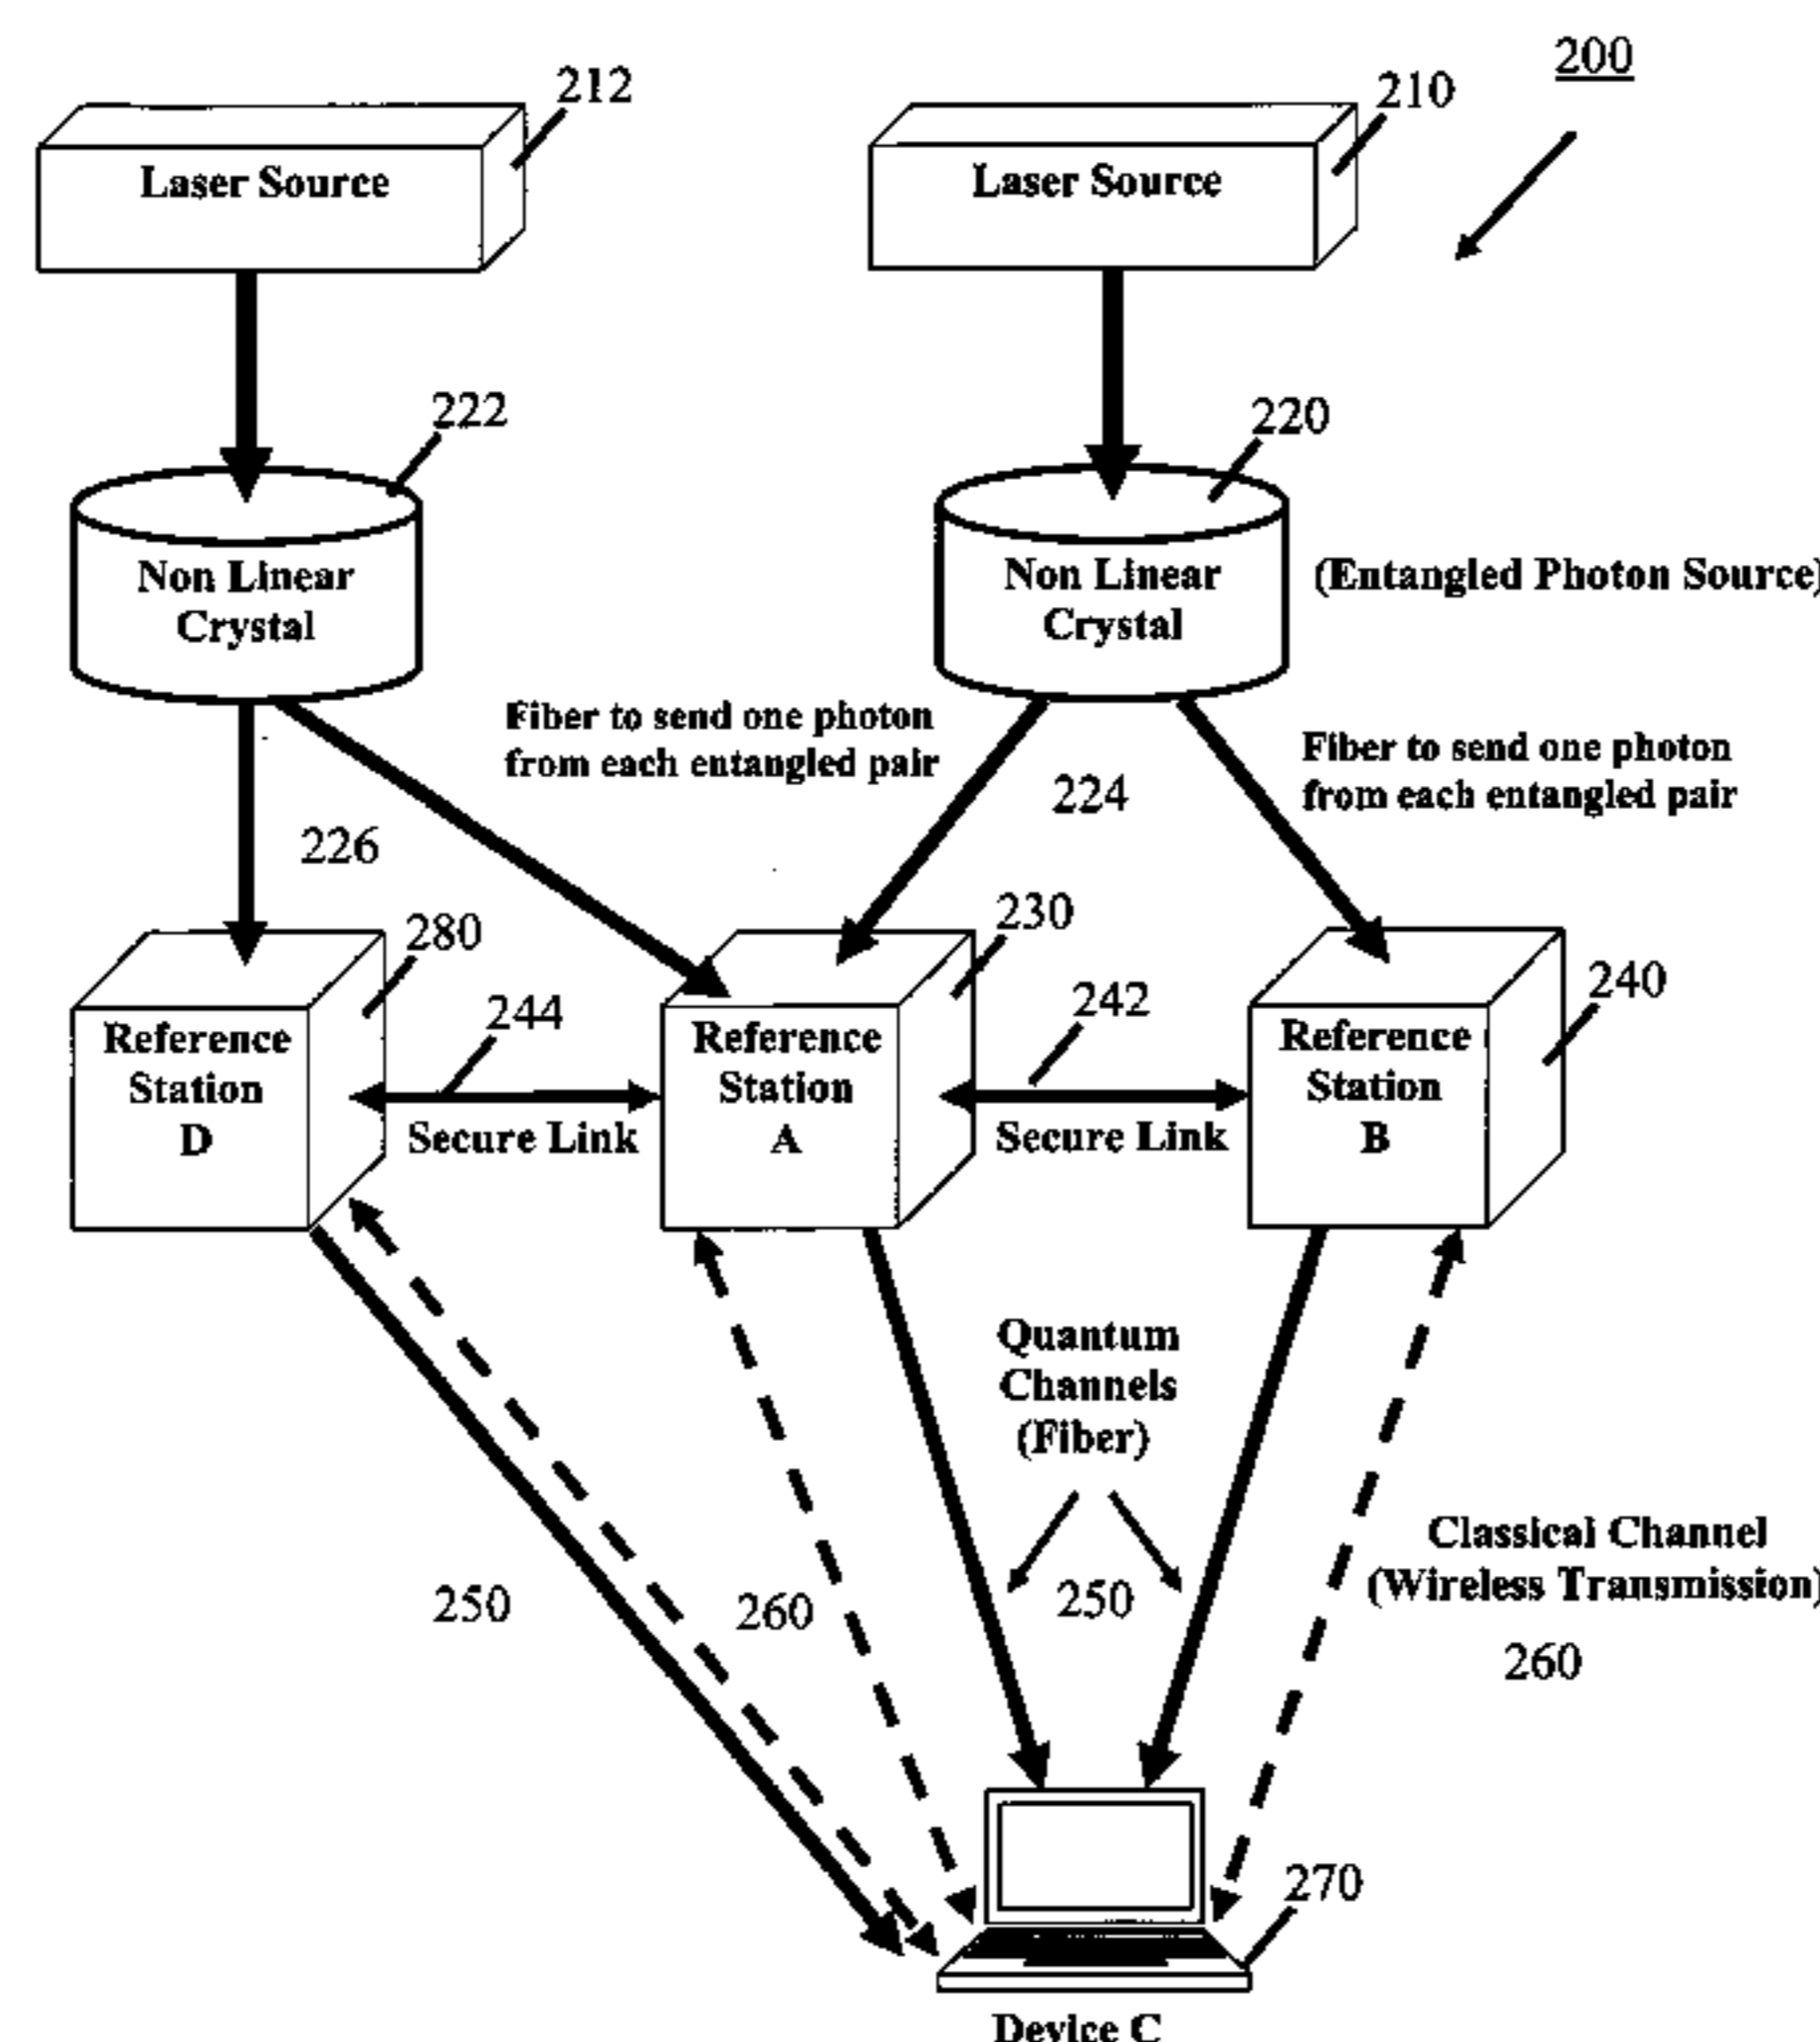 200
212
210
Laser Source
Laser Source
222
220
Non Linear
Crystal
Non Linear
Crystal
(Entangled Photon Source)
Fiber to send one photon
from each entangled pair
Fiber to send one photon
from each entangled pair
224
226
280
230
240
244
242
Reference
Station
D
Reference
Station
A
Reference
Station
B
Secure Link
Secure Link
Quantum
Channels
(Fiber)
Classical Channel
(Wireless Transmission)
250
260
250
260
270
Device C